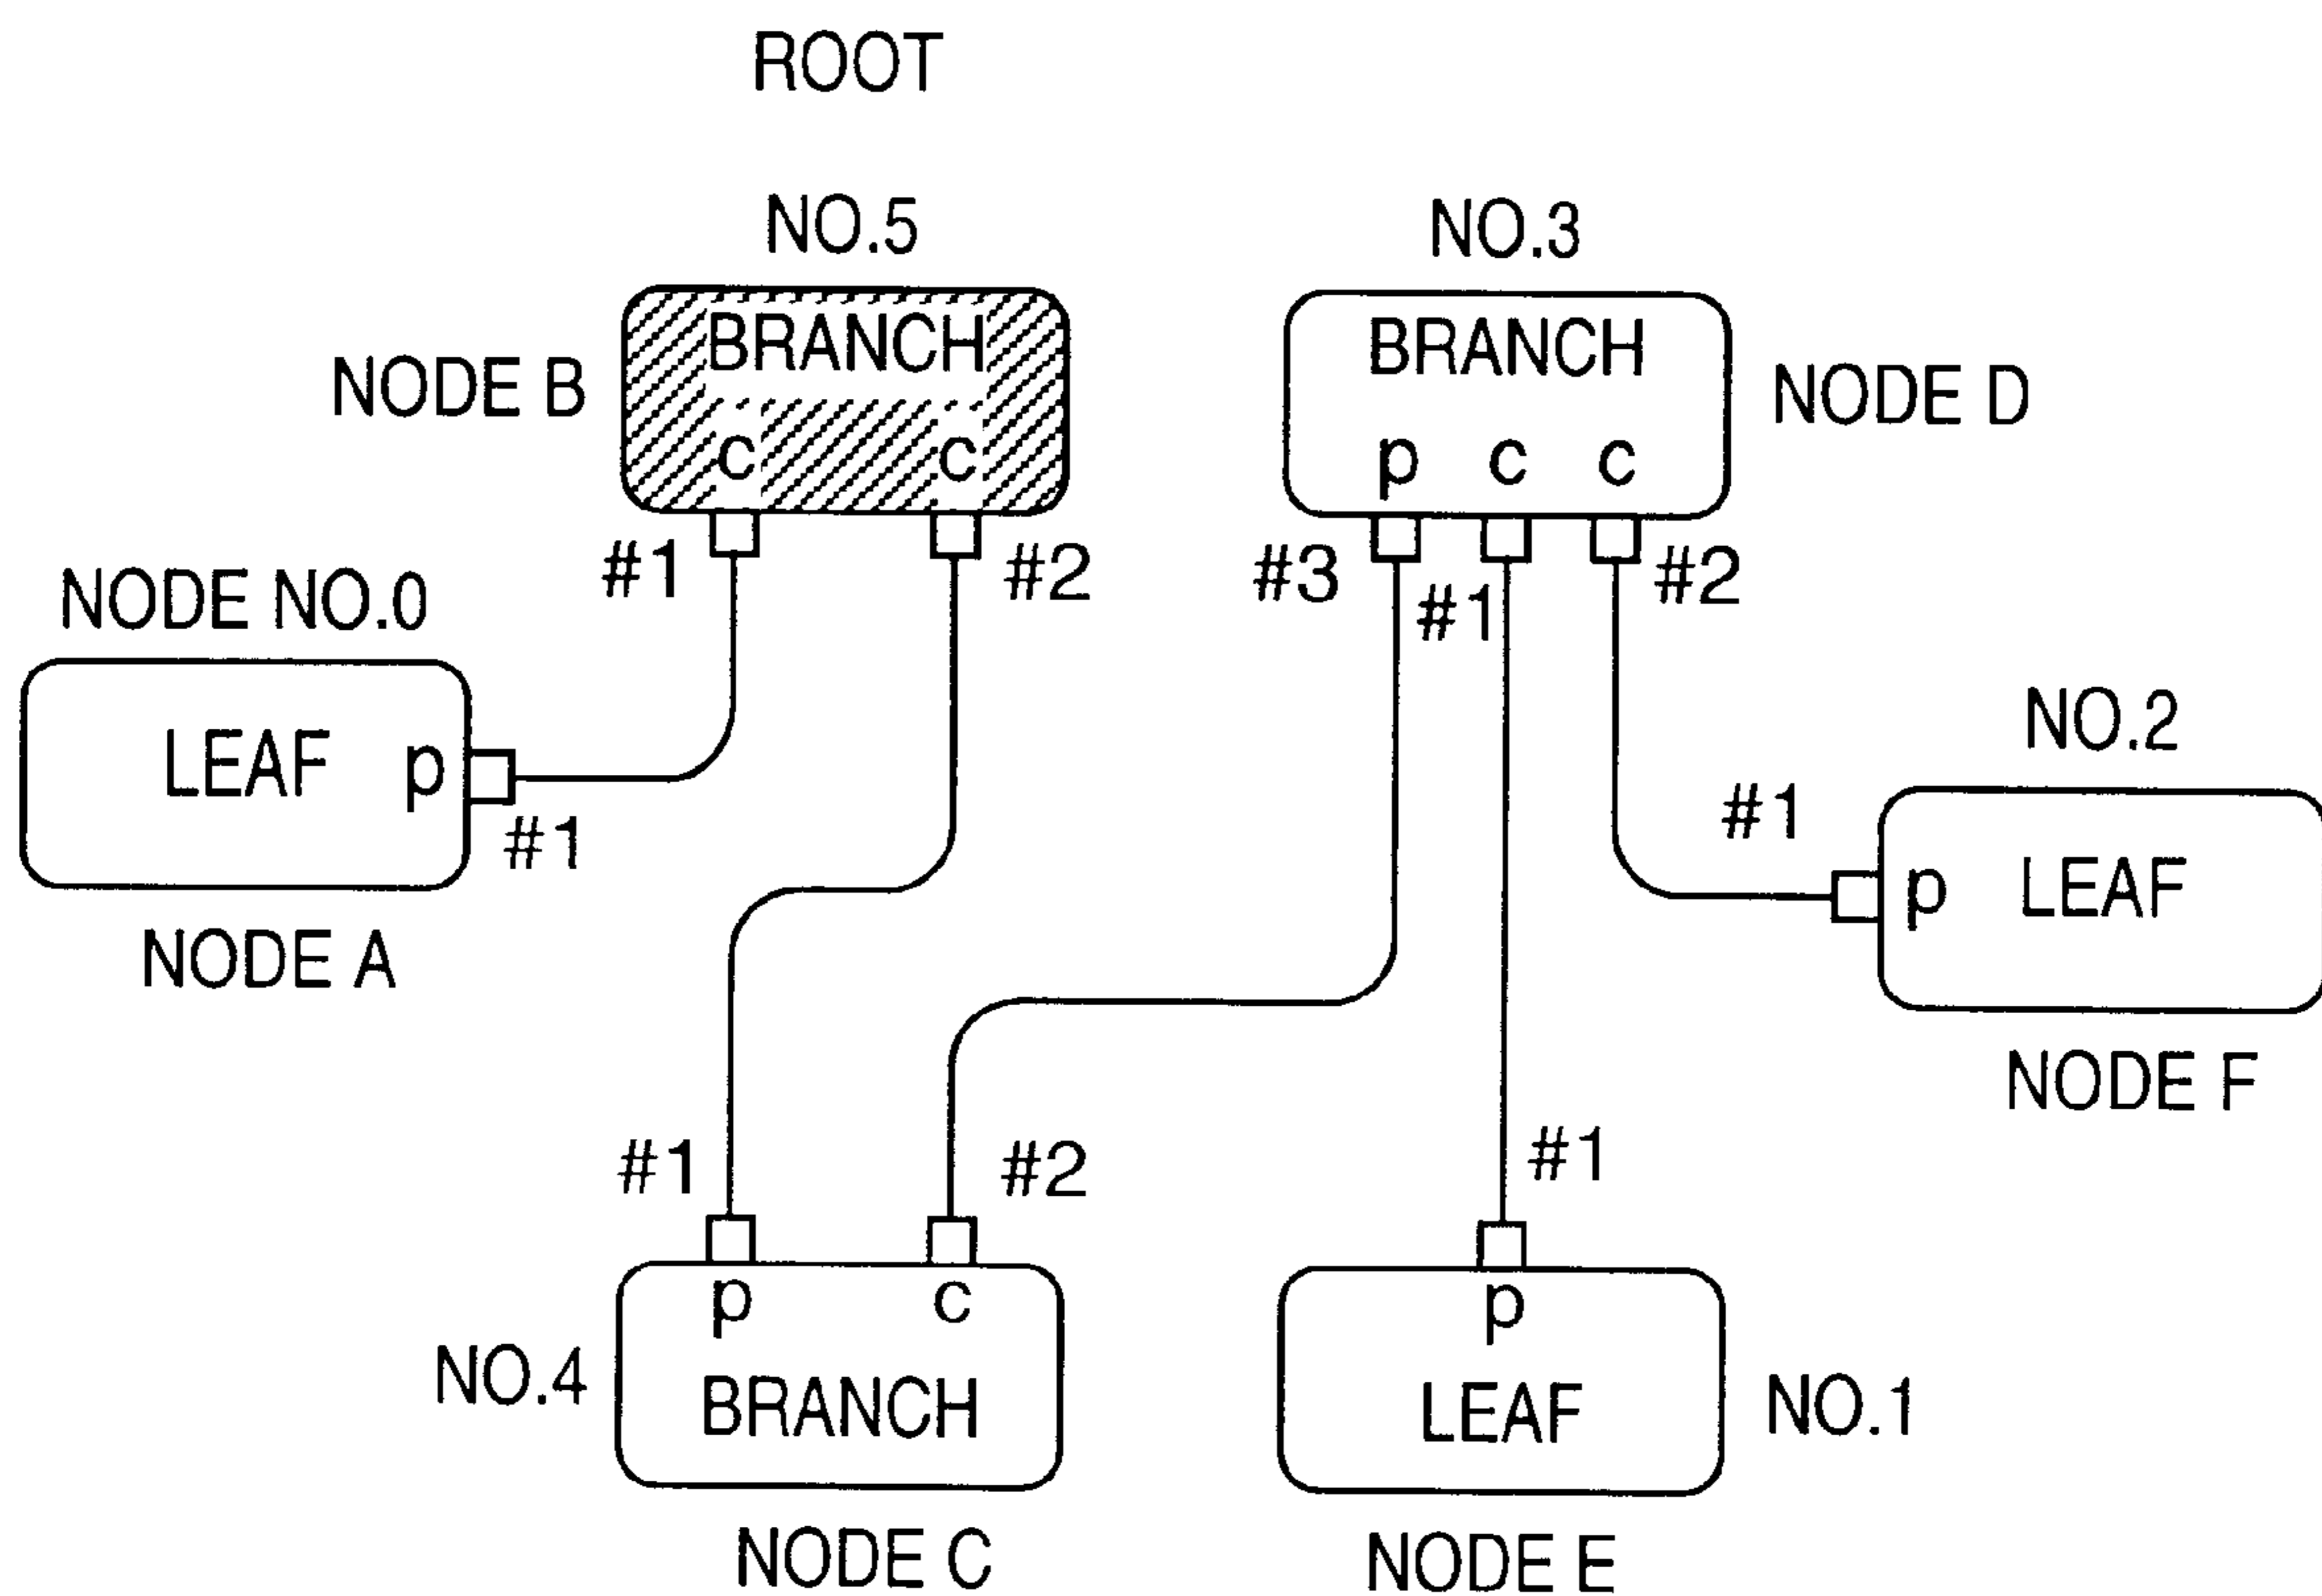 ROOT
NO.5
NO.3
BRANCH
BRANCH
NODE B
NODE D
c
c
p
c
c
#1
#2
#3
#1
#2
NODE NO.0
LEAF
p
#1
NODE A
NO.2
#1
p
LEAF
NODE F
#1
#2
#1
p
c
p
NO.4
BRANCH
LEAF
NO.1
NODE C
NODE E